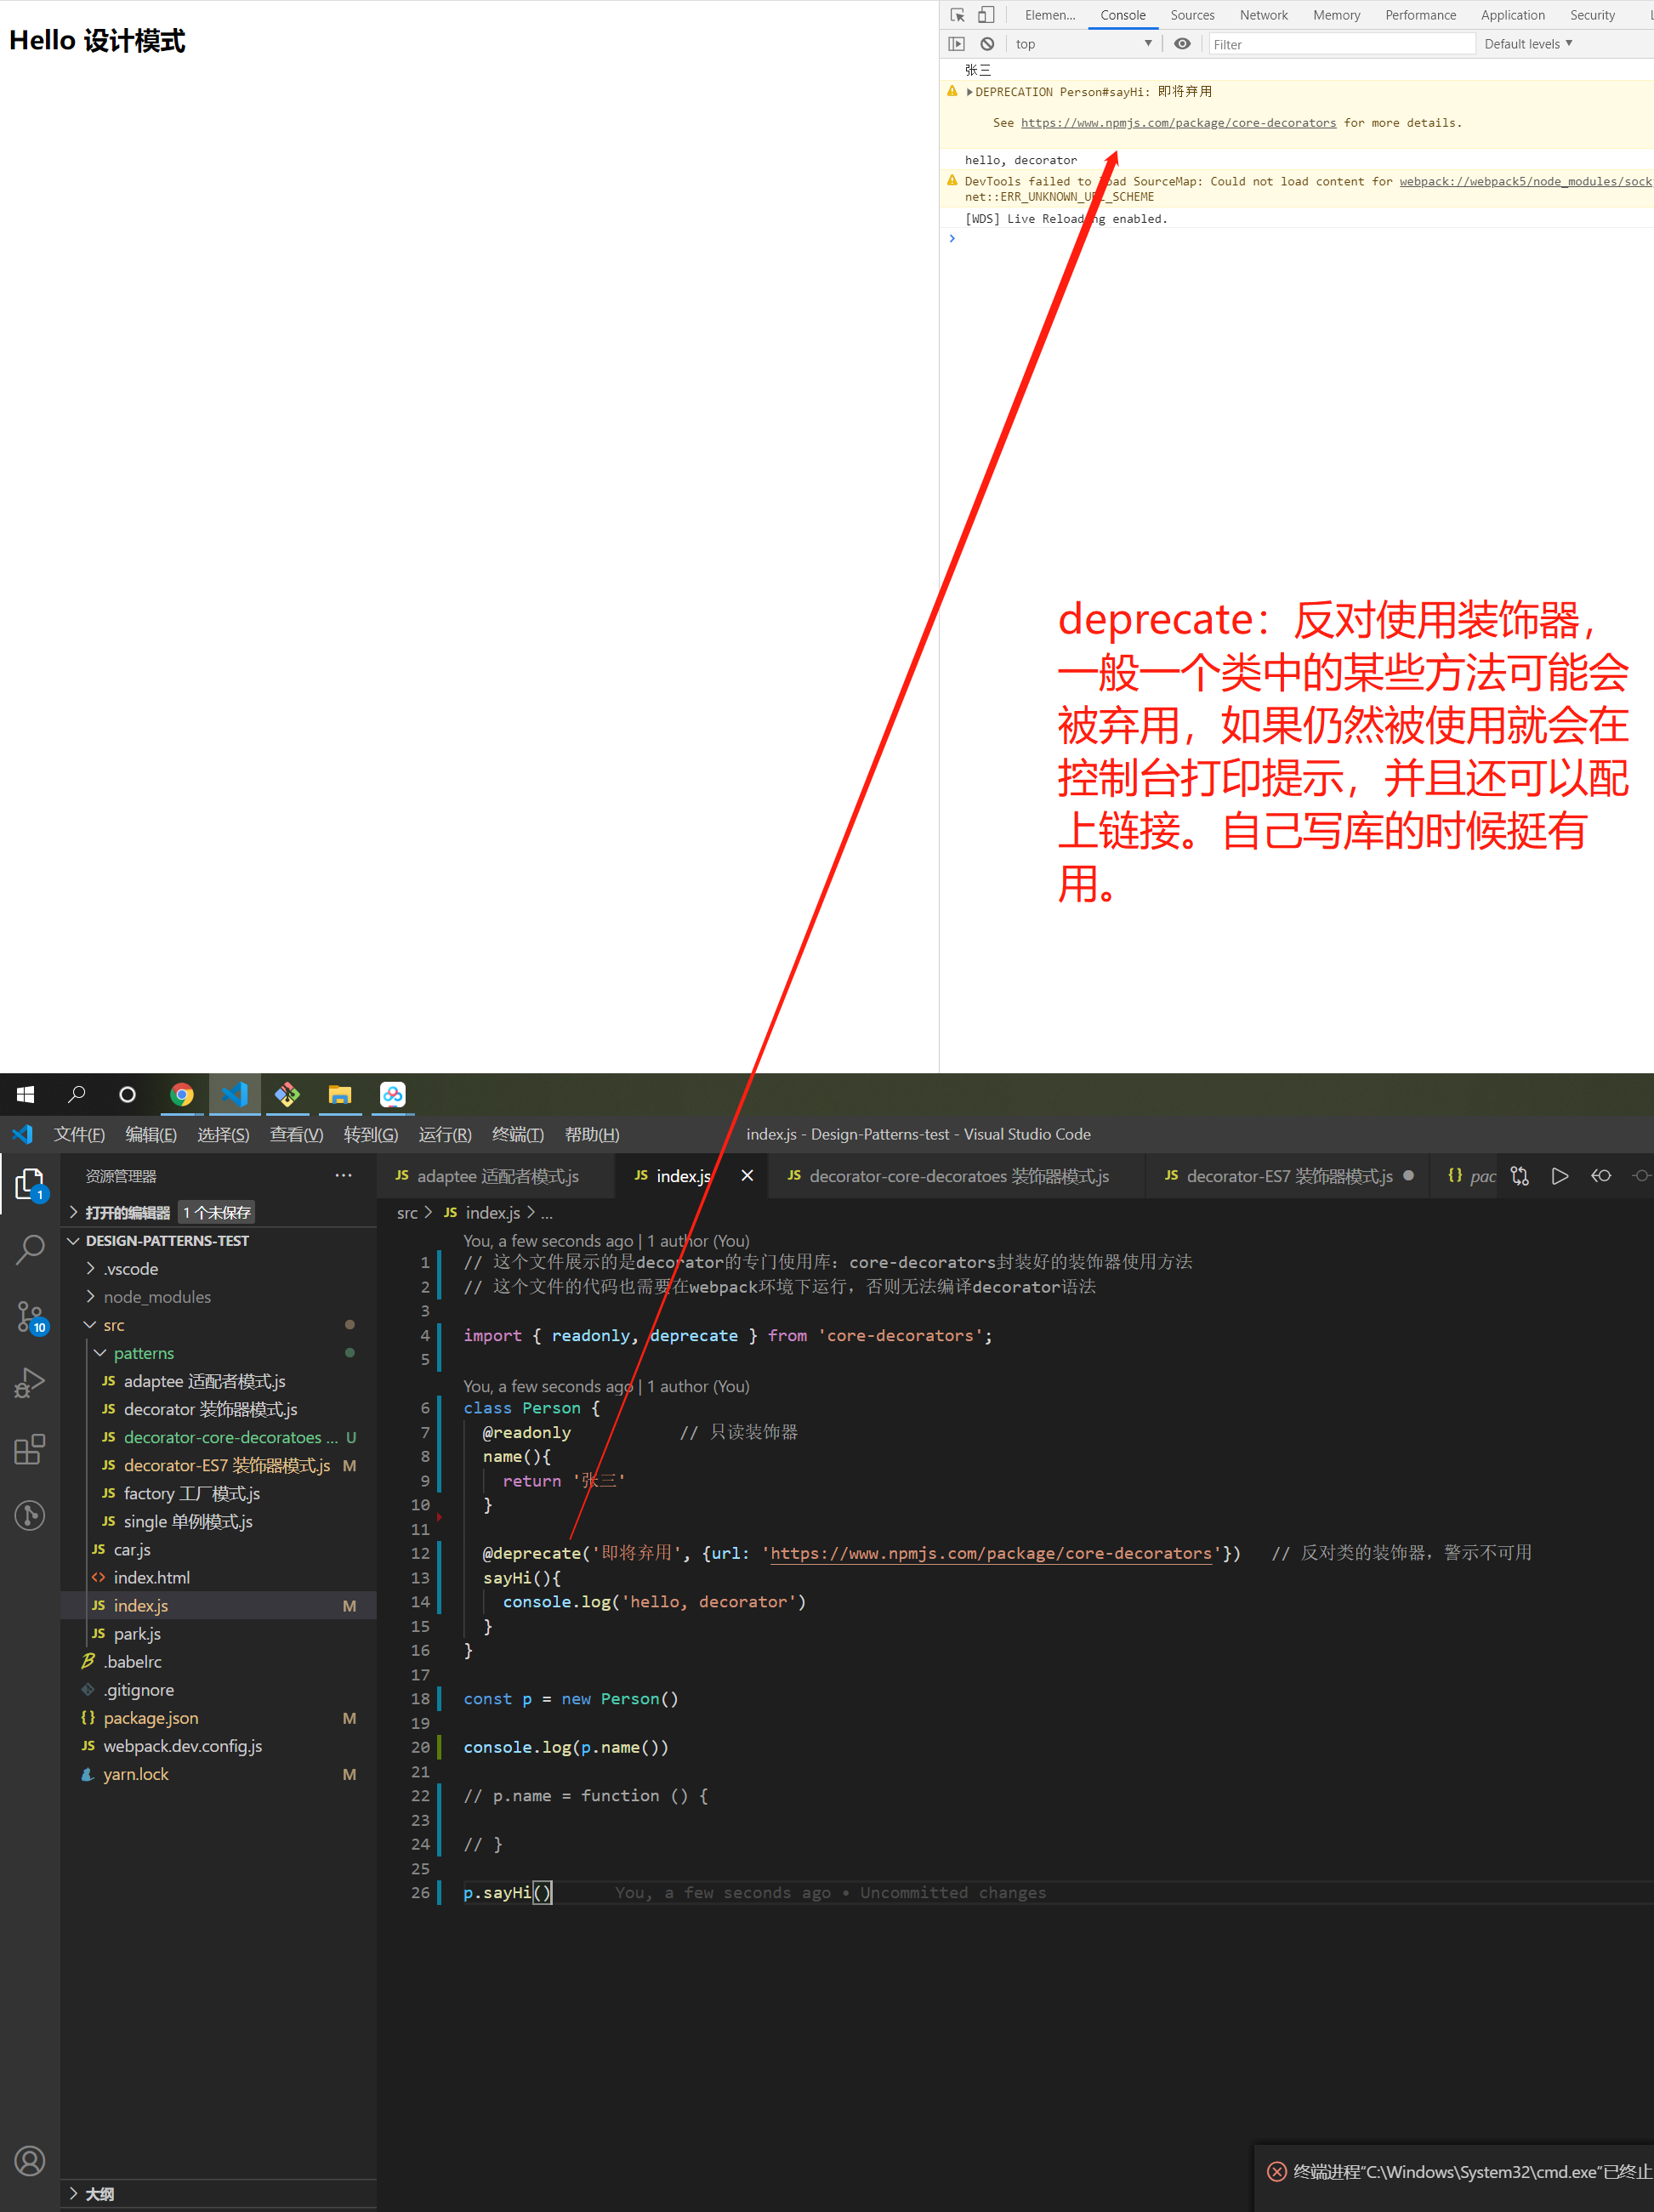 Hello 设计模式
Elemen... Console Sources Network Memory Performance Application Security
top Filter Default levels
张三
DEPRECATION Person#sayHi: 即将弃用
See https://www.npmjs.com/package/core-decorators for more details.
hello, decorator
DevTools failed to load SourceMap: Could not load content for webpack://webpack5/node_modules/sock
net::ERR_UNKNOWN_URL_SCHEME
[WDS] Live Reloading enabled.
deprecate：反对使用装饰器，
一般一个类中的某些方法可能会
被弃用，如果仍然被使用就会在
控制台打印提示，并且还可以配
上链接。自己写库的时候挺有
用。
文件(F) 编辑(E) 选择(S) 查看(V) 转到(G) 运行(R) 终端(T) 帮助(H) index.js - Design-Patterns-test - Visual Studio Code
资源管理器 ...
JS adaptee 适配者模式.js JS index.js JS decorator-core-decoratoes 装饰器模式.js JS decorator-ES7 装饰器模式.js {} pac
打开的编辑器 1 个未保存
DESIGN-PATTERNS-TEST
.vscode
node_modules
src
patterns
JS adaptee 适配者模式.js
JS decorator 装饰器模式.js
JS decorator-core-decoratoes ... U
JS decorator-ES7 装饰器模式.js M
JS factory 工厂模式.js
JS single 单例模式.js
JS car.js
<> index.html
JS index.js M
JS park.js
.babelrc
.gitignore
{} package.json M
JS webpack.dev.config.js
yarn.lock M
大纲
1
10
src > JS index.js > ...
You, a few seconds ago | 1 author (You)
1 // 这个文件展示的是decorator的专门使用库：core-decorators封装好的装饰器使用方法
2 // 这个文件的代码也需要在webpack环境下运行，否则无法编译decorator语法
3
4 import { readonly, deprecate } from 'core-decorators';
5
You, a few seconds ago | 1 author (You)
6 class Person {
7 @readonly // 只读装饰器
8 name(){
9 return '张三'
10 }
11
12 @deprecate('即将弃用', {url: 'https://www.npmjs.com/package/core-decorators'}) // 反对类的装饰器，警示不可用
13 sayHi(){
14 console.log('hello, decorator')
15 }
16 }
17
18 const p = new Person()
19
20 console.log(p.name())
21
22 // p.name = function () {
23
24 // }
25
26 p.sayHi() You, a few seconds ago • Uncommitted changes
终端进程"C:\Windows\System32\cmd.exe"已终止